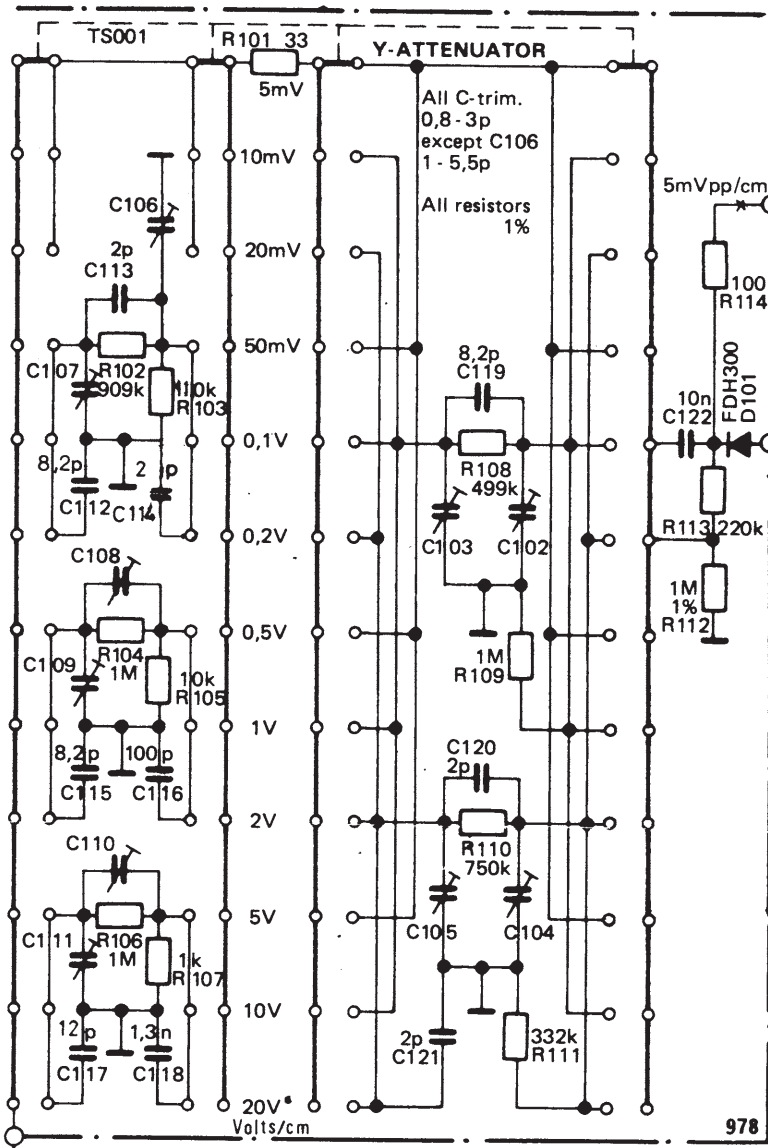 TS001
R101 33
5mV
Y-ATTENUATOR
All C-trim.
0,8 - 3p
except C106
1 - 5,5p
All resistors
1%
10mV
C106
5mVpp/cm
2p
C113
20mV
100
R114
50mV
C107
R102
909k
110k
R103
8,2p
C119
FDH300
D101
10n
C122
0,1V
R108
499k
8,2p
C112
2 p
C114
C103
C102
R113 220k
0,2V
C108
1M
1%
R112
0,5V
C109
R104
1M
10k
R105
1M
R109
1V
8,2p
C115
100p
C116
C120
2p
2V
R110
750k
C110
5V
C111
R106
1M
1k
R107
C105
C104
10V
12p
C117
1,3n
C118
2p
C121
332k
R111
20V
Volts/cm
978